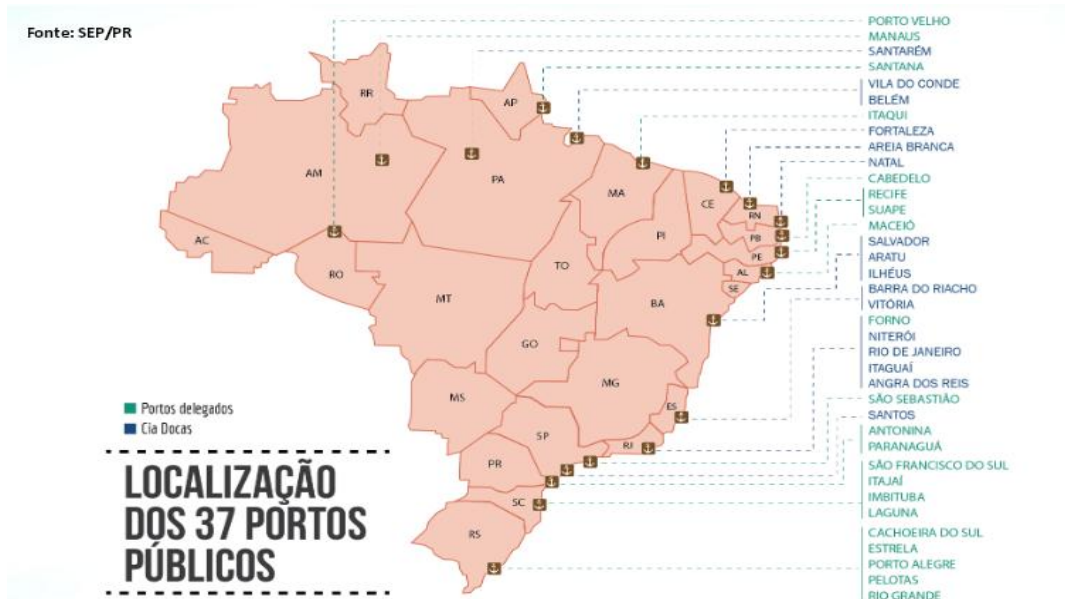 Fonte: SEP/PR
PORTO VELHO
MANAUS
SANTARÉM
SANTANA
VILA DO CONDE
BELÉM
ITAQUI
FORTALEZA
AREIA BRANCA
NATAL
CABEDELO
RECIFE
SUAPE
MACEIÓ
SALVADOR
ARATU
ILHÉUS
BARRA DO RIACHO
VITÓRIA
FORNO
NITERÓI
RIO DE JANEIRO
ITAGUAÍ
ANGRA DOS REIS
SÃO SEBASTIÃO
SANTOS
ANTONINA
PARANAGUÁ
SÃO FRANCISCO DO SUL
ITAJAÍ
IMBITUBA
LAGUNA
CACHOEIRA DO SUL
ESTRELA
PORTO ALEGRE
PELOTAS
RIO GRANDE
RR
AP
AM
PA
MA
CE
RN
PB
PE
AL
SE
PI
AC
RO
TO
MT
BA
GO
MG
MS
ES
SP
RJ
PR
SC
RS
Portos delegados
Cia Docas
LOCALIZAÇÃO
DOS 37 PORTOS
PÚBLICOS